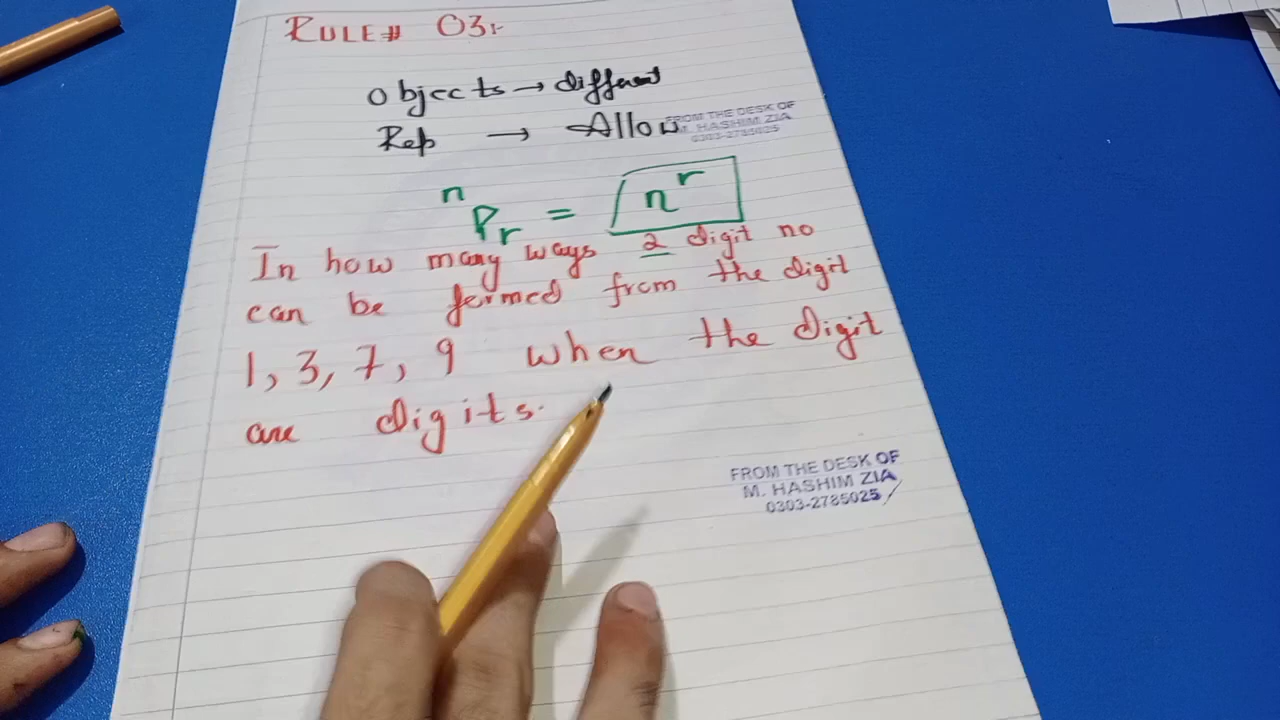 RULE# 03:-
Objects → different
Rep → Allow
FROM THE DESK OF
M. HASHIM ZIA
0303-2785025
nPr = n^r
In how many ways 2 digit no
can be formed from the digit
1, 3, 7, 9 when the digit
are digits.
FROM THE DESK OF
M. HASHIM ZIA
0303-2785025